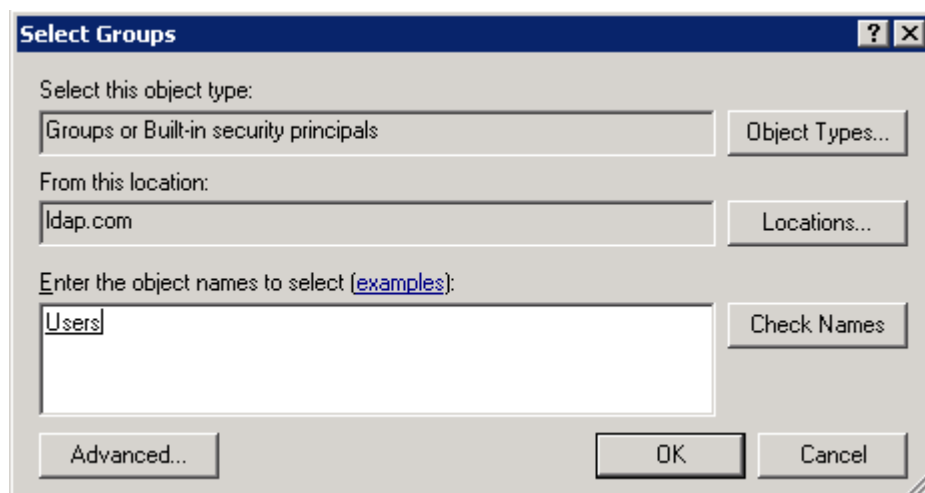 Select Groups
Select this object type:
Groups or Built-in security principals
Object Types...
From this location:
ldap.com
Locations...
Enter the object names to select (examples):
Users
Check Names
Advanced...
OK
Cancel